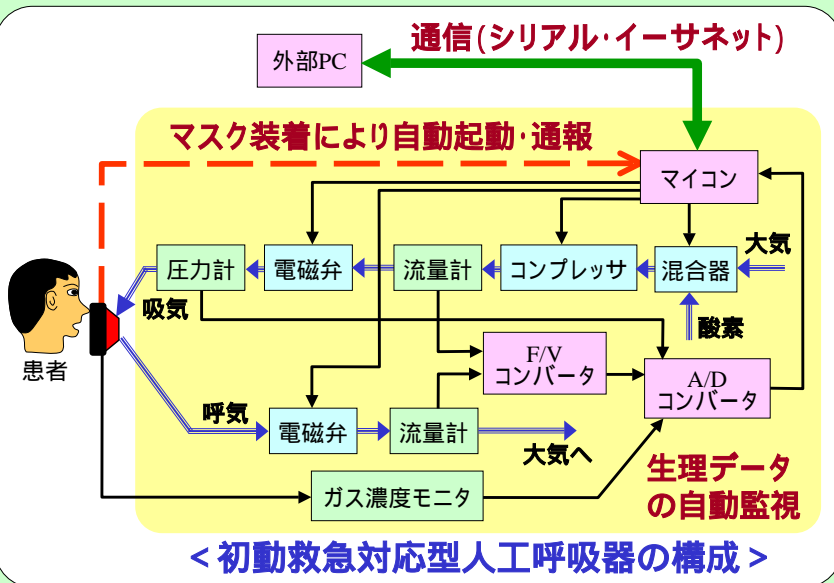 通信(シリアル・イーサネット)
外部PC
マスク装着により自動起動・通報
マイコン
大気
圧力計
電磁弁
流量計
コンプレッサ
混合器
吸気
酸素
患者
F/V
コンバータ
A/D
コンバータ
呼気
電磁弁
流量計
大気へ
生理データ
の自動監視
ガス濃度モニタ
<初動救急対応型人工呼吸器の構成>